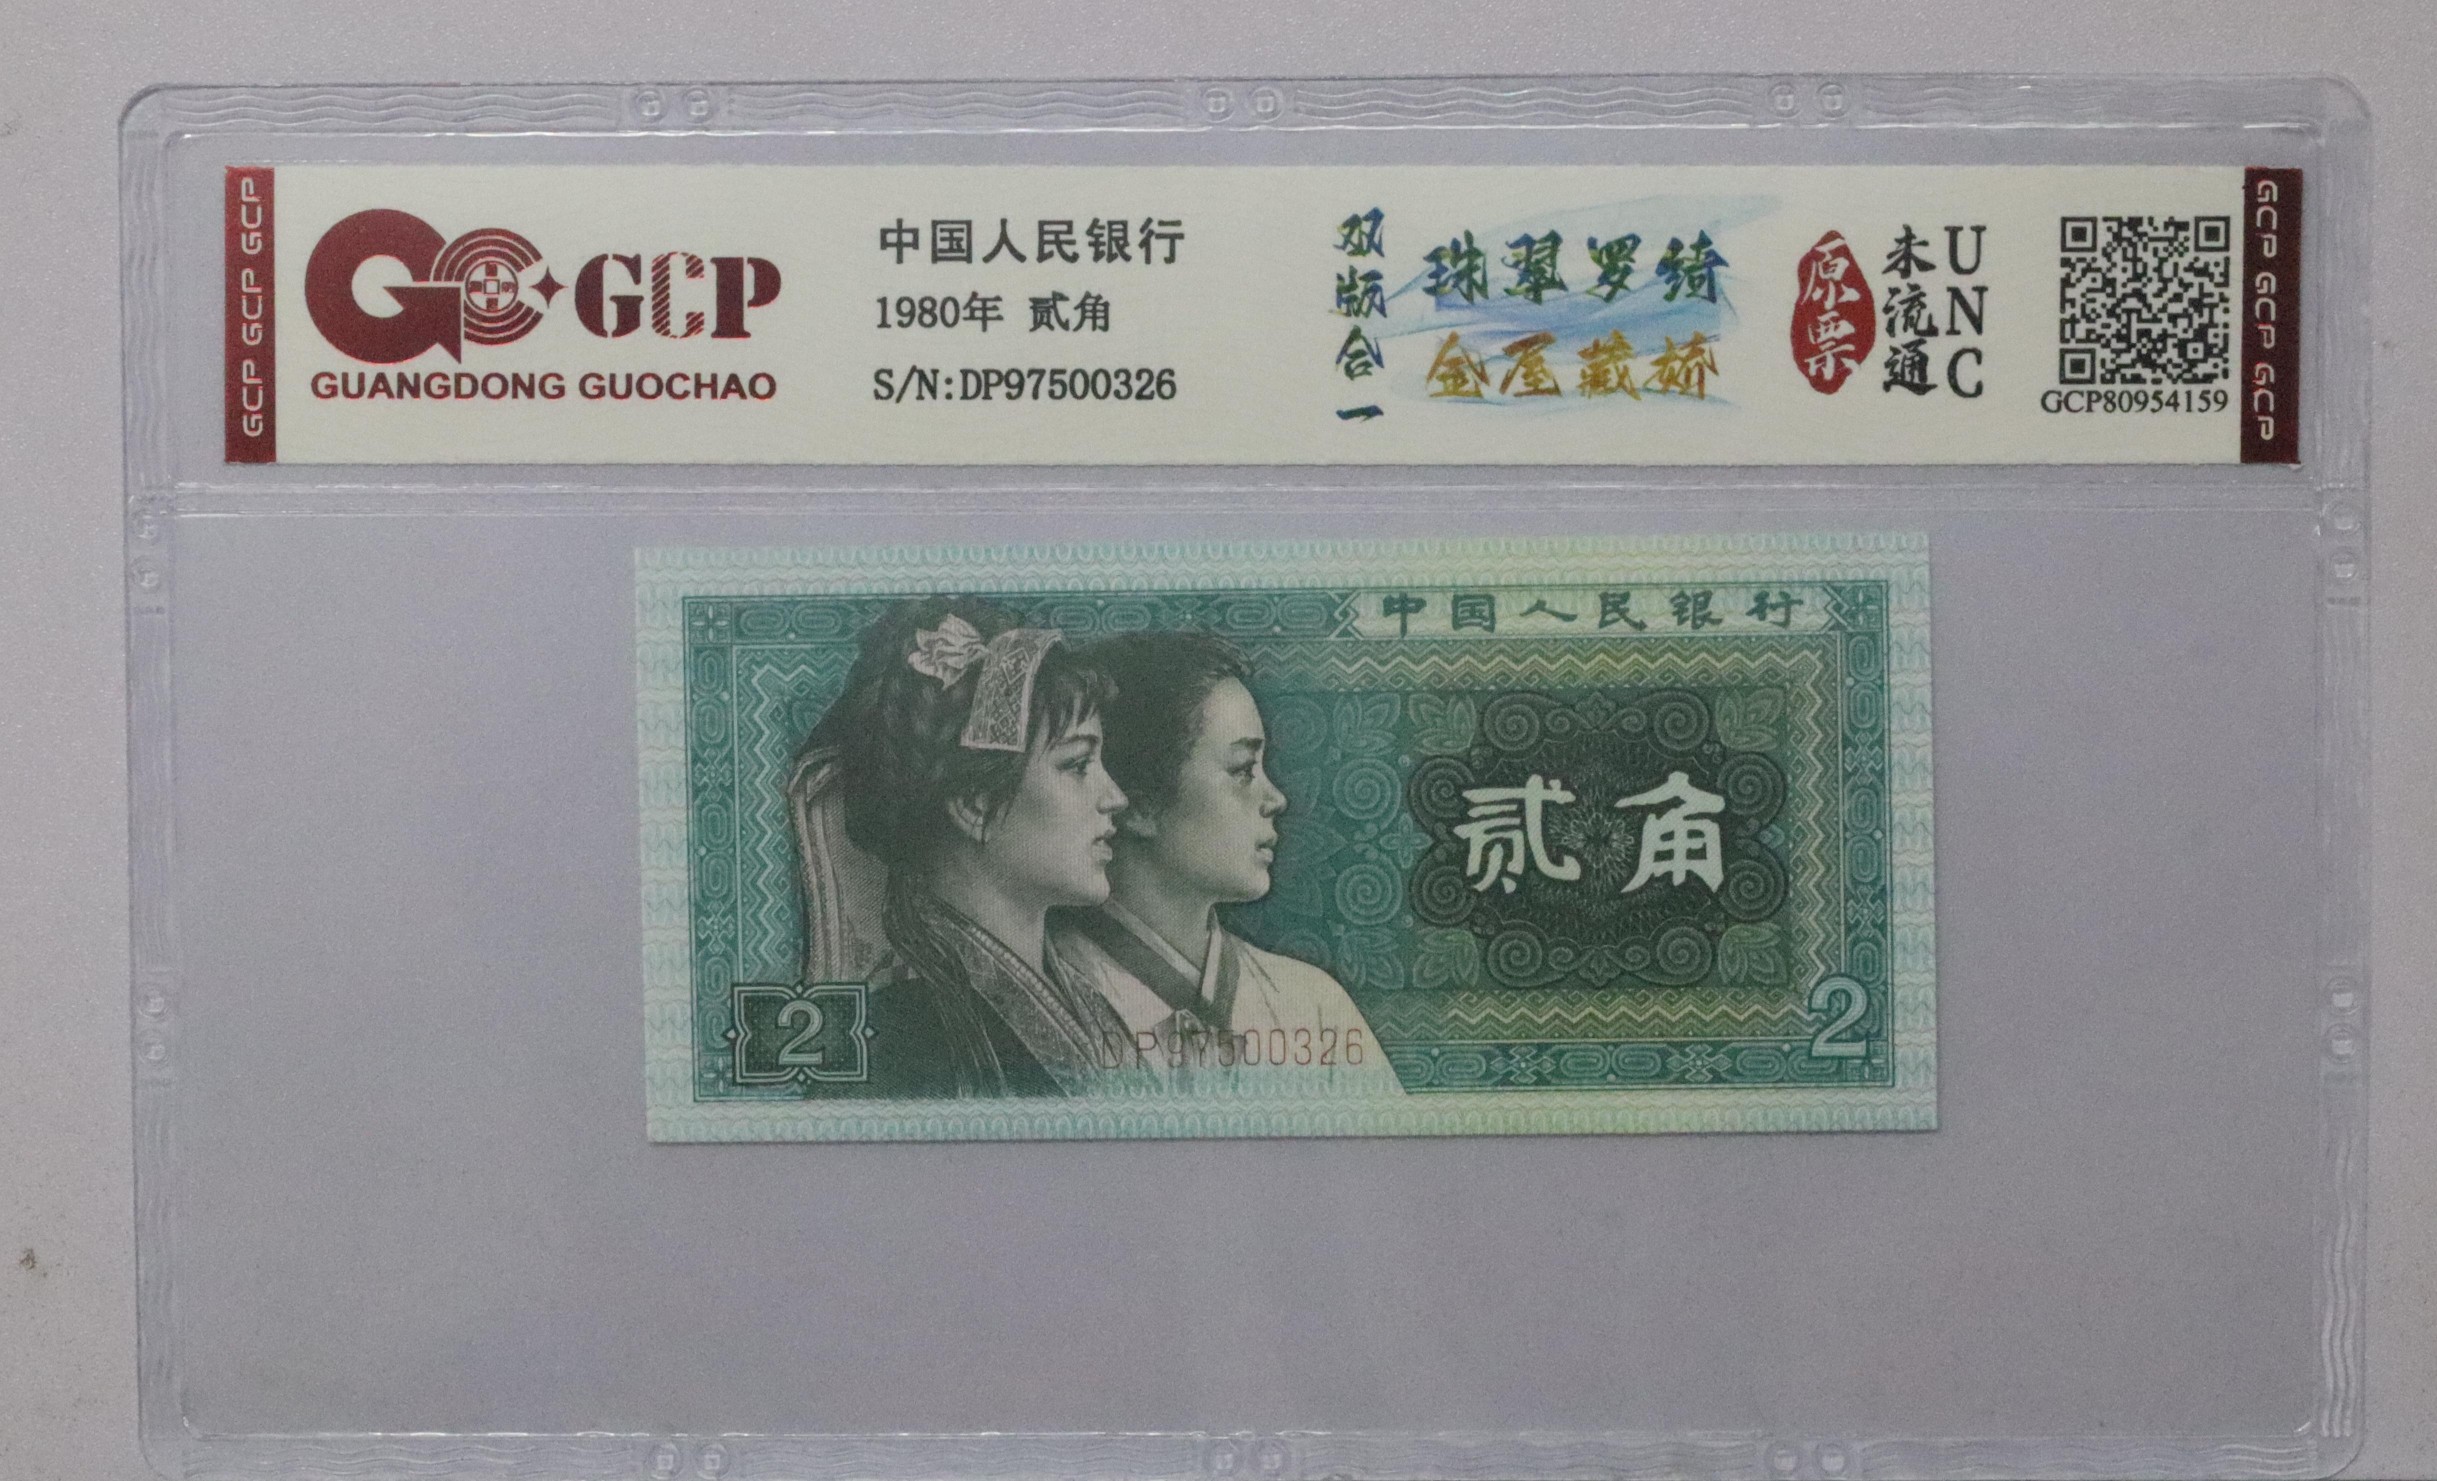 GCP GCP GCP
GCP
GUANGDONG GUOCHAO
中国人民银行
1980年 贰角
S/N:DP97500326
双版合一
珠翠罗绮
金屋藏娇
原票
未流通
UNC
GCP80954159
GCP GCP GCP
中国人民银行
贰角
2
2
DP97500326